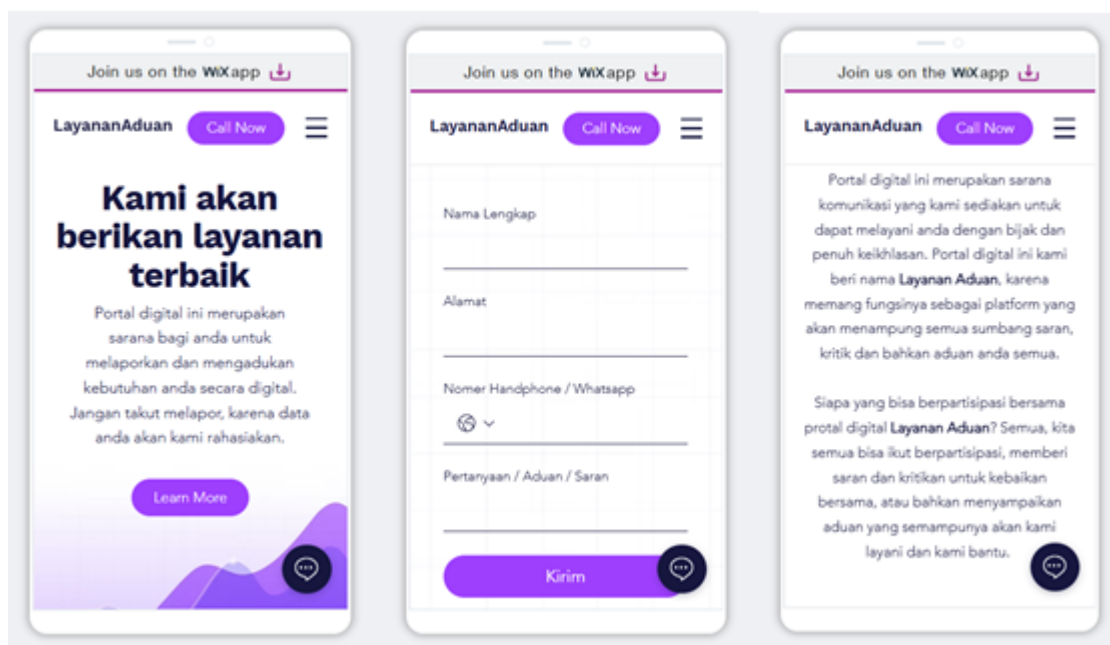 Join us on the WiX app
LayananAduan
Call Now
Kami akan
berikan layanan
terbaik
Portal digital ini merupakan
sarana bagi anda untuk
melaporkan dan mengadukan
kebutuhan anda secara digital.
Jangan takut melapor, karena data
anda akan kami rahasiakan.
Learn More
Join us on the WiX app
LayananAduan
Call Now
Nama Lengkap
Alamat
Nomer Handphone / Whatsapp
Pertanyaan / Aduan / Saran
Kirim
Join us on the WiX app
LayananAduan
Call Now
Portal digital ini merupakan sarana
komunikasi yang kami sediakan untuk
dapat melayani anda dengan bijak dan
penuh keikhlasan. Portal digital ini kami
beri nama Layanan Aduan, karena
memang fungsinya sebagai platform yang
akan menampung semua sumbang saran,
kritik dan bahkan aduan anda semua.
Siapa yang bisa berpartisipasi bersama
protal digital Layanan Aduan? Semua, kita
semua bisa ikut berpartisipasi, memberi
saran dan kritikan untuk kebaikan
bersama, atau bahkan menyampaikan
aduan yang semampunya akan kami
layani dan kami bantu.